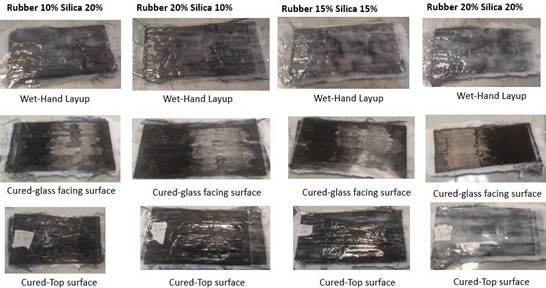 Rubber 10% Silica 20%
Rubber 20% Silica 10%
Rubber 15% Silica 15%
Rubber 20% Silica 20%
Wet-Hand Layup
Wet-Hand Layup
Wet-Hand Layup
Wet-Hand Layup
Cured-glass facing surface
Cured-glass facing surface
Cured-glass facing surface
Cured-glass facing surface
Cured-Top surface
Cured-Top surface
Cured-Top surface
Cured-Top surface